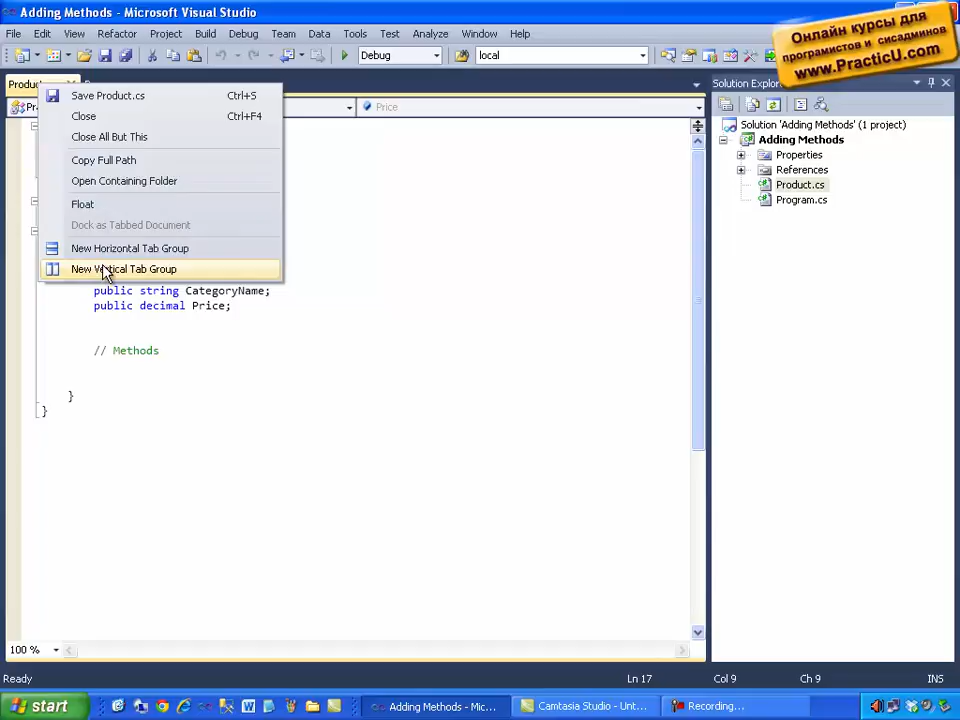 Adding Methods - Microsoft Visual Studio
File Edit View Refactor Project Build Debug Team Data Tools Test Analyze Window Help
Debug
local
Онлайн курсы для
програмистов и сисадминов
www.PracticU.com
Produc
Solution Explor
Save Product.cs Ctrl+S
Close Ctrl+F4
Close All But This
Copy Full Path
Open Containing Folder
Float
Dock as Tabbed Document
New Horizontal Tab Group
New Vertical Tab Group
Pr
Price
Solution 'Adding Methods' (1 project)
Adding Methods
Properties
References
Product.cs
Program.cs
public string CategoryName;
public decimal Price;
// Methods
}
}
100 %
Ready
Ln 17
Col 9
Ch 9
INS
start
Adding Methods - Mic...
Camtasia Studio - Unt...
Recording...